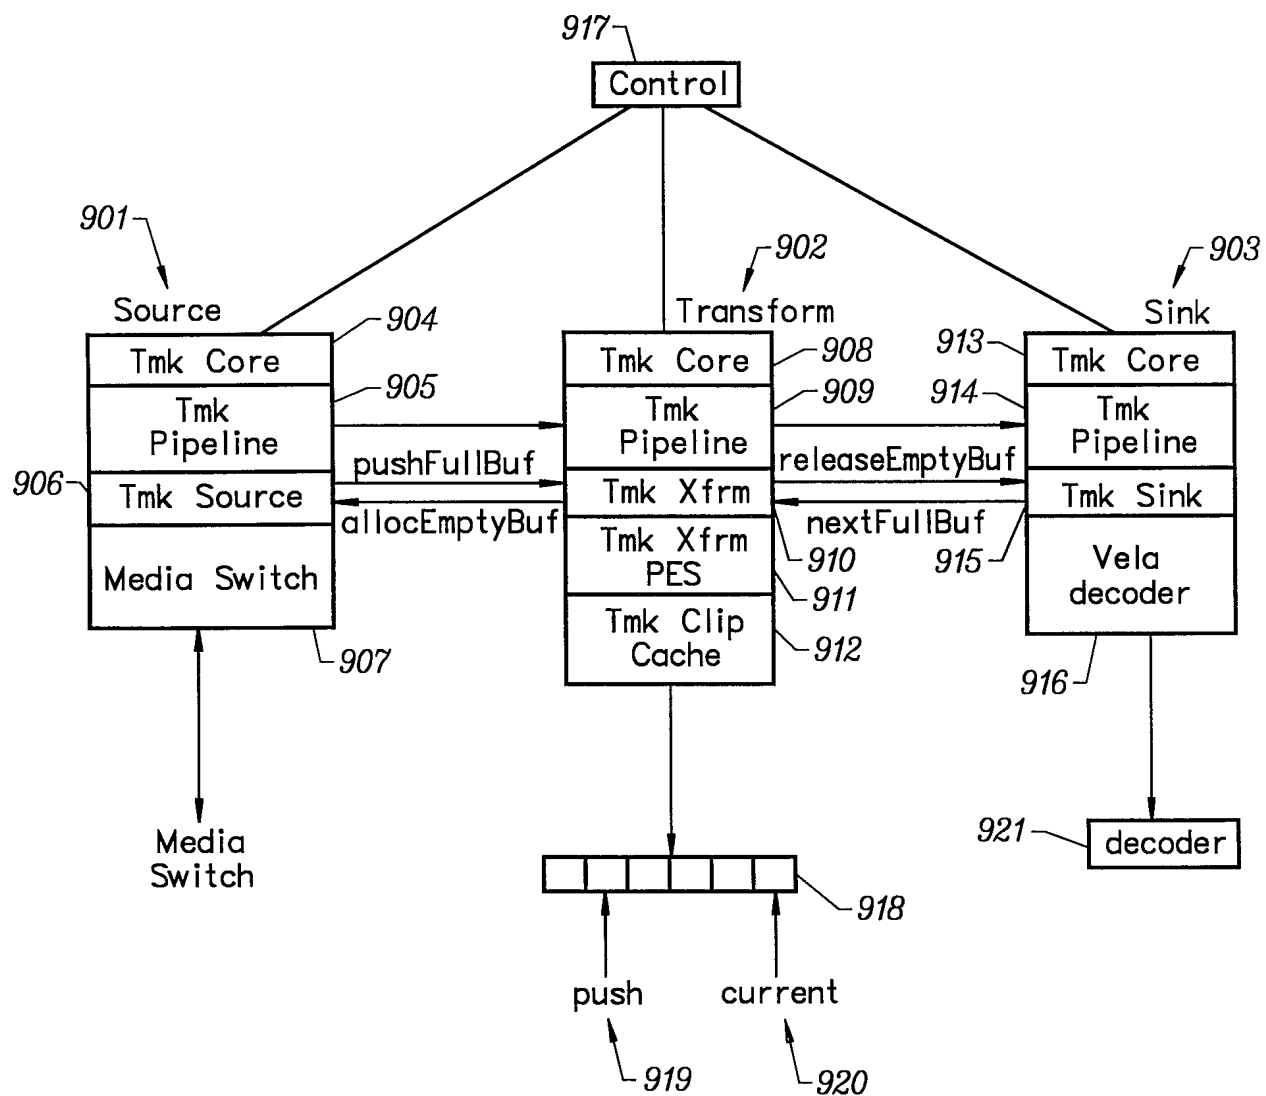 917
Control
901
902
903
Source
Transform
Sink
904
908
913
Tmk Core
Tmk Core
Tmk Core
905
909
914
Tmk
Pipeline
Tmk
Pipeline
Tmk
Pipeline
pushFullBuf
releaseEmptyBuf
906
Tmk Source
Tmk Xfrm
Tmk Sink
allocEmptyBuf
nextFullBuf
910
915
Media Switch
Tmk Xfrm
PES
Vela
decoder
911
Tmk Clip
Cache
912
907
916
Media
Switch
921
decoder
918
push
current
919
920